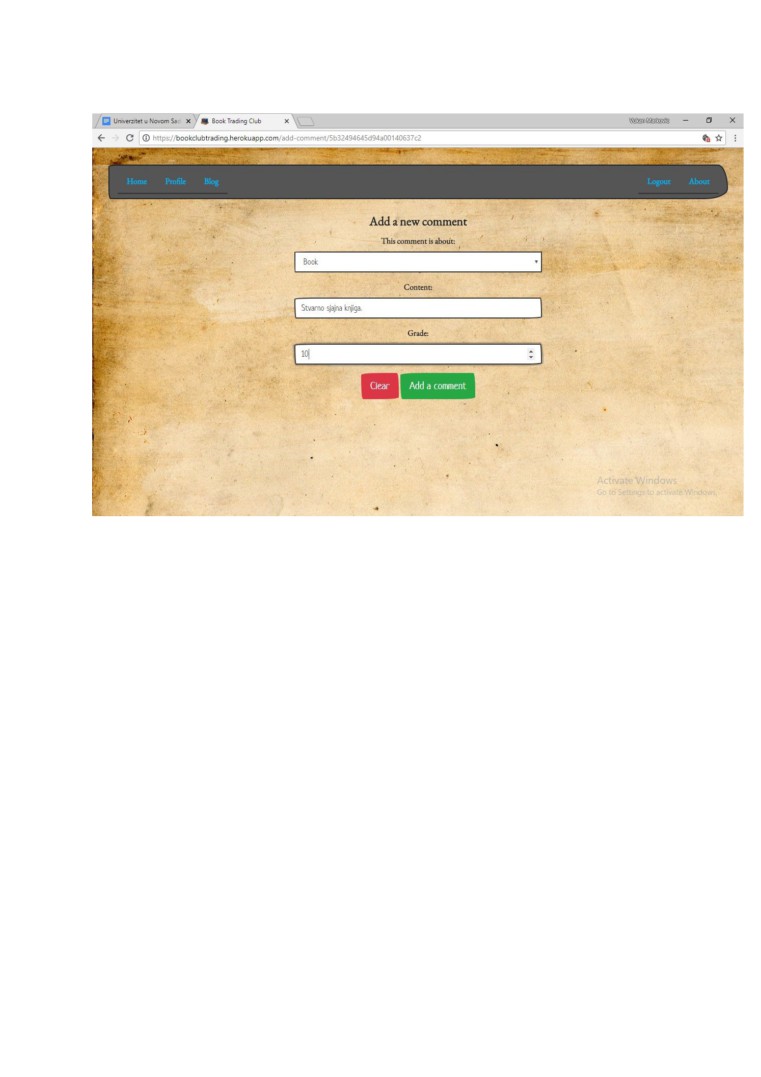 Univerzitet u Novom Sa
Book Trading Club
https://bookclubtrading.herokuapp.com/add-comment/5b32494645d94a00140637c2
Home Profile Blog Logout About
Add a new comment
This comment is about:
Book
Content:
Stvarno sjajna knjiga.
Grade:
10
Clear Add a comment
Activate Windows
Go to Settings to activate Windows.